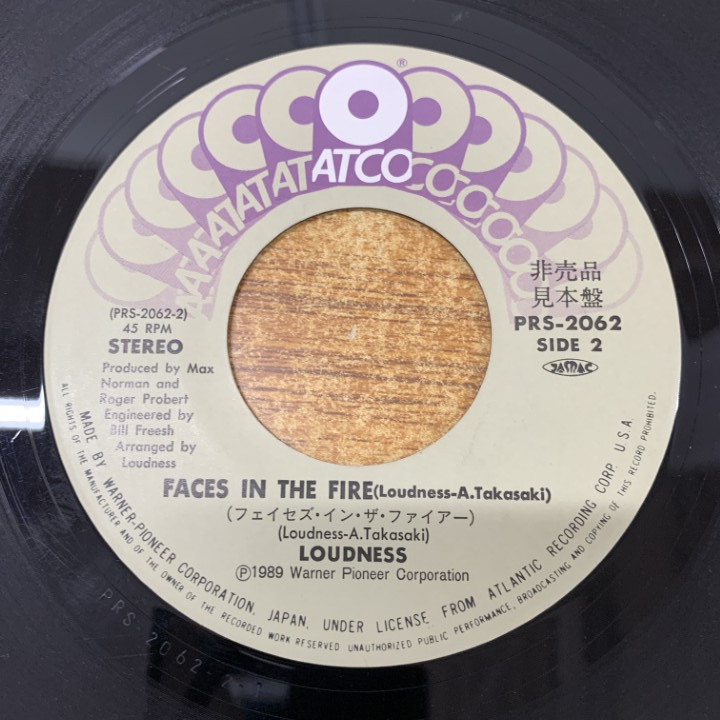 ATATATATCOCOCOCO
®
非売品
見本盤
(PRS-2062-2)
45 RPM
STEREO
PRS-2062
SIDE 2
JASRAC
Produced by Max
Norman and
Roger Probert
Engineered by
Bill Freesh
Arranged by
Loudness
FACES IN THE FIRE(Loudness-A.Takasaki)
(フェイセズ・イン・ザ・ファイアー)
(Loudness-A.Takasaki)
LOUDNESS
Ⓟ1989 Warner Pioneer Corporation
MADE BY WARNER-PIONEER CORPORATION, JAPAN, UNDER LICENSE FROM ATLANTIC RECORDING CORP. U.S.A.
ALL RIGHTS OF THE MANUFACTURER AND OF THE OWNER OF THE RECORDED WORK RESERVED UNAUTHORIZED PUBLIC PERFORMANCE, BROADCASTING AND COPYING OF THIS RECORD PROHIBITED.
PRS 2062-2